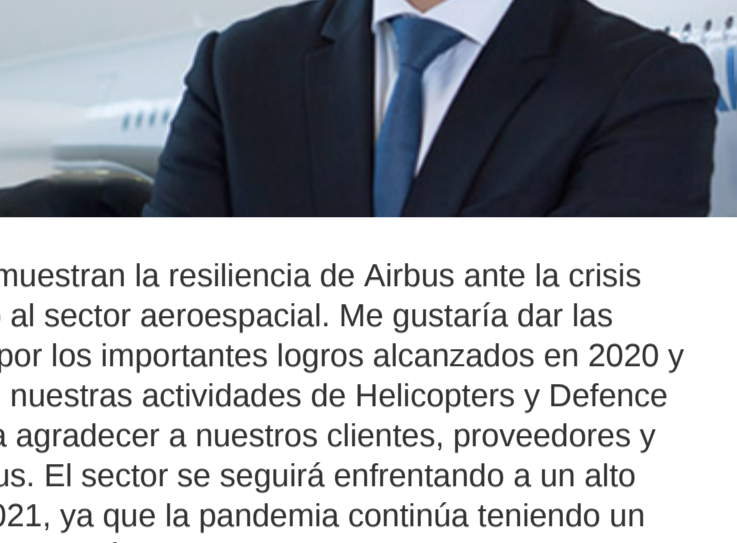 muestran la resiliencia de Airbus ante la crisis
al sector aeroespacial. Me gustaría dar las
por los importantes logros alcanzados en 2020 y
nuestras actividades de Helicopters y Defence
a agradecer a nuestros clientes, proveedores y
us. El sector se seguirá enfrentando a un alto
021, ya que la pandemia continúa teniendo un